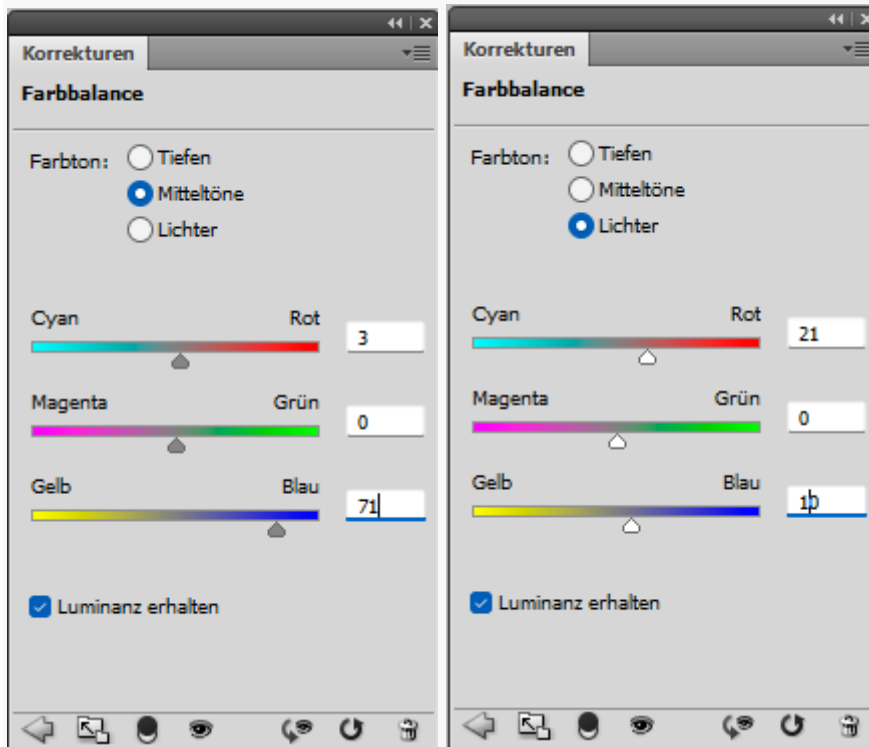 Korrekturen
Farbbalance
Farbton:
Tiefen
Mitteltöne
Lichter
Cyan Rot 3
Magenta Grün 0
Gelb Blau 71
Luminanz erhalten
Korrekturen
Farbbalance
Farbton:
Tiefen
Mitteltöne
Lichter
Cyan Rot 21
Magenta Grün 0
Gelb Blau 10
Luminanz erhalten